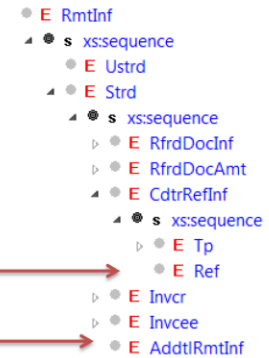 E RmtInf
s xs:sequence
E Ustrd
E Strd
s xs:sequence
E RfrdDocInf
E RfrdDocAmt
E CdtrRefInf
s xs:sequence
E Tp
E Ref
E Invcr
E Invcee
E AddtlRmtInf